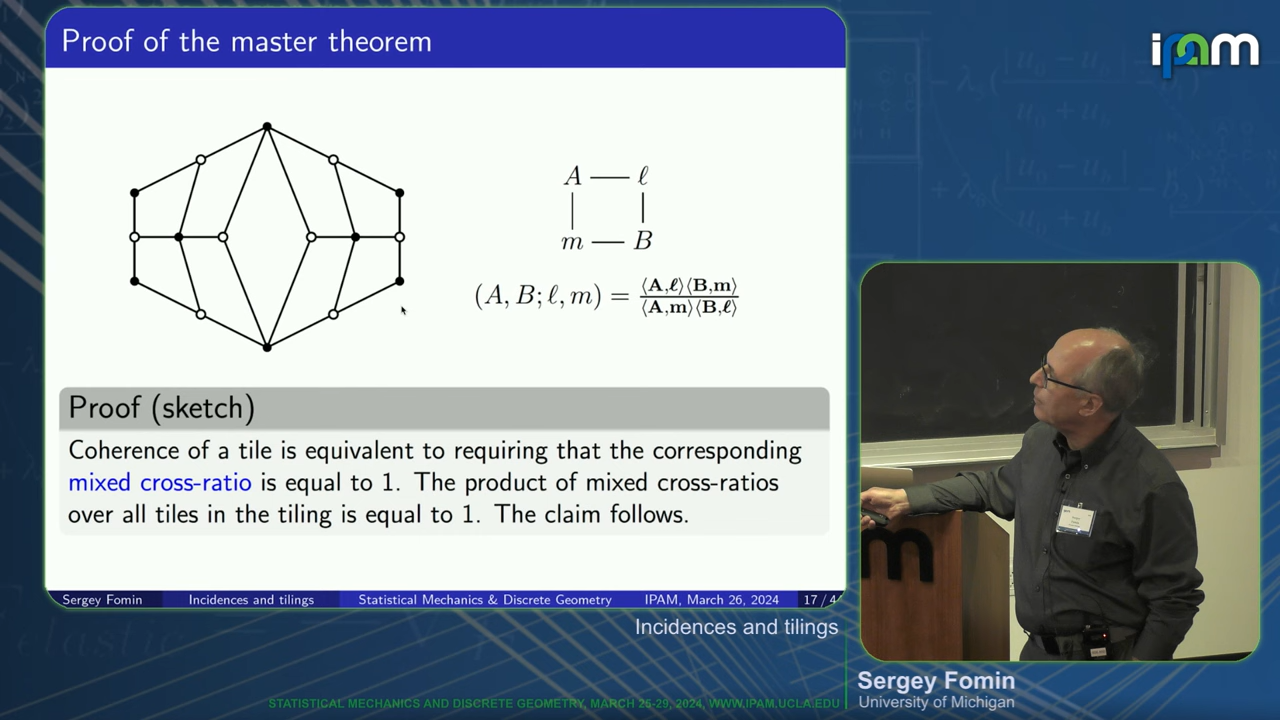 Proof of the master theorem
ipam
A — ℓ
m — B
(A, B; ℓ, m) = ⟨A,ℓ⟩⟨B,m⟩ / ⟨A,m⟩⟨B,ℓ⟩
Proof (sketch)
Coherence of a tile is equivalent to requiring that the corresponding
mixed cross-ratio is equal to 1. The product of mixed cross-ratios
over all tiles in the tiling is equal to 1. The claim follows.
Sergey Fomin Incidences and tilings Statistical Mechanics & Discrete Geometry IPAM, March 26, 2024 17 / 4
Incidences and tilings
Sergey Fomin
University of Michigan
STATISTICAL MECHANICS AND DISCRETE GEOMETRY, MARCH 25-29, 2024, WWW.IPAM.UCLA.EDU